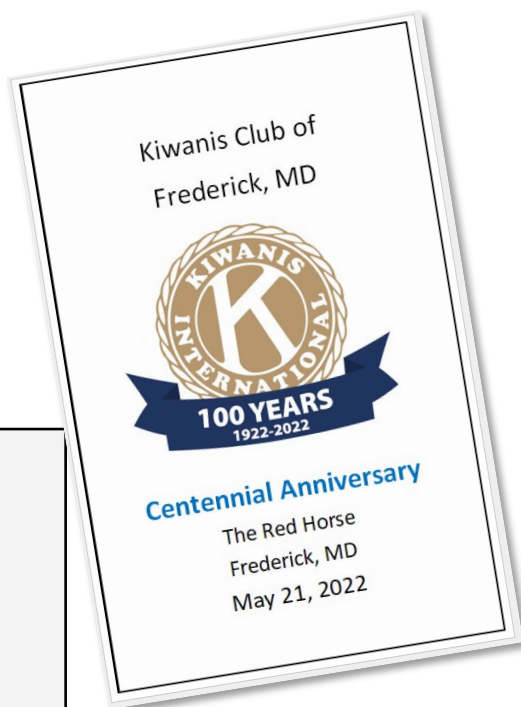 Kiwanis Club of
Frederick, MD
KIWANIS
K
INTERNATIONAL
100 YEARS
1922-2022
Centennial Anniversary
The Red Horse
Frederick, MD
May 21, 2022